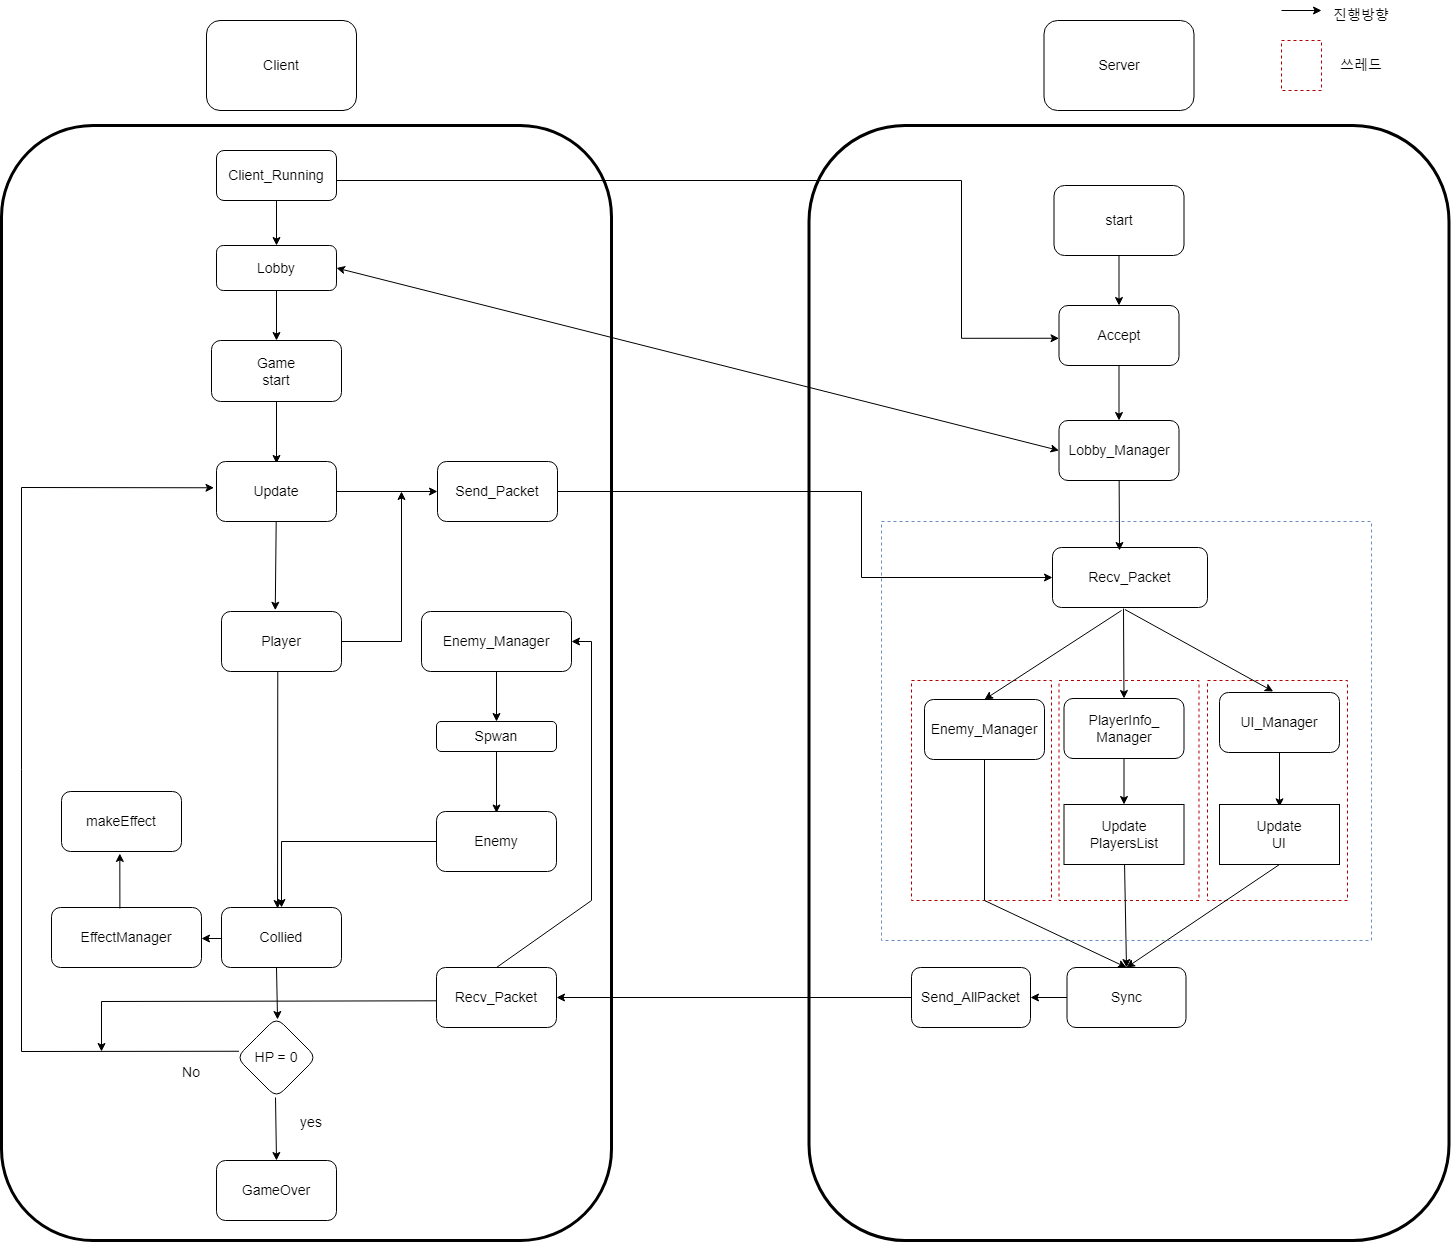 진행방향
쓰레드
Client
Server
Client_Running
Lobby
Game
start
Update
Send_Packet
Player
Enemy_Manager
Spwan
Enemy
makeEffect
EffectManager
Collied
Recv_Packet
HP = 0
No
yes
GameOver
start
Accept
Lobby_Manager
Recv_Packet
Enemy_Manager
PlayerInfo_
Manager
UI_Manager
Update
PlayersList
Update
UI
Send_AllPacket
Sync